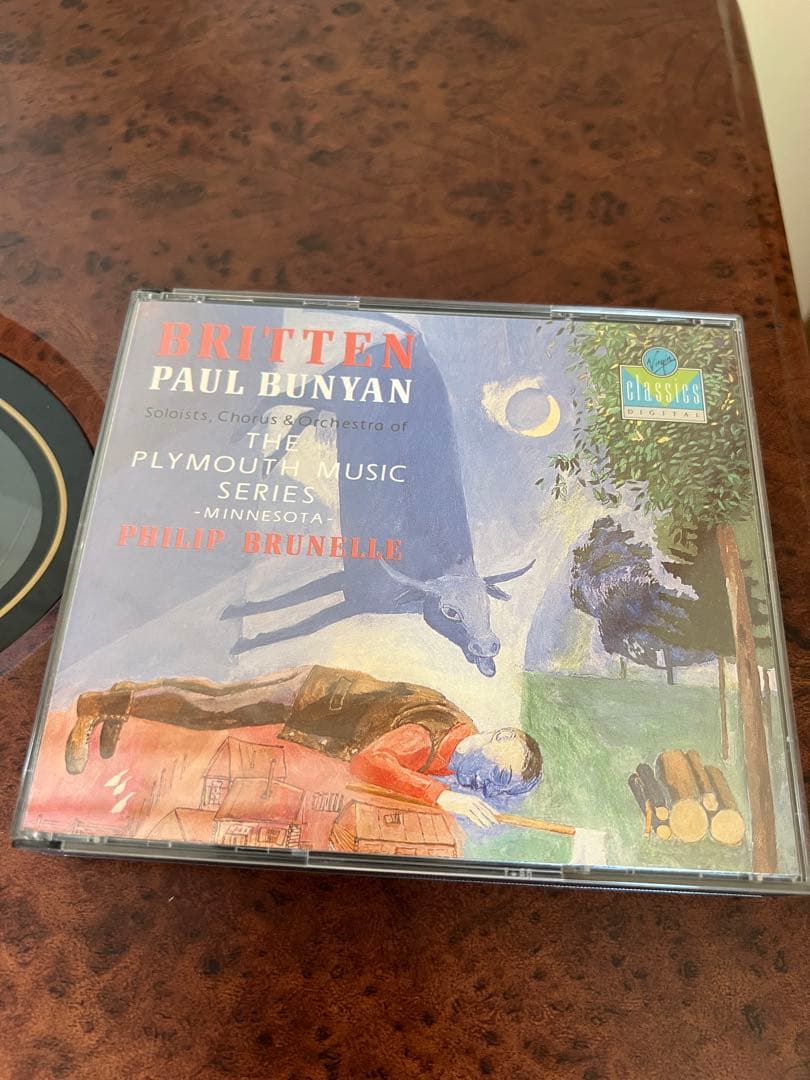 BRITTEN
PAUL BUNYAN
Soloists, Chorus & Orchestra of
THE
PLYMOUTH MUSIC
SERIES
-MINNESOTA-
PHILIP BRUNELLE
Virgin
classics
DIGITAL